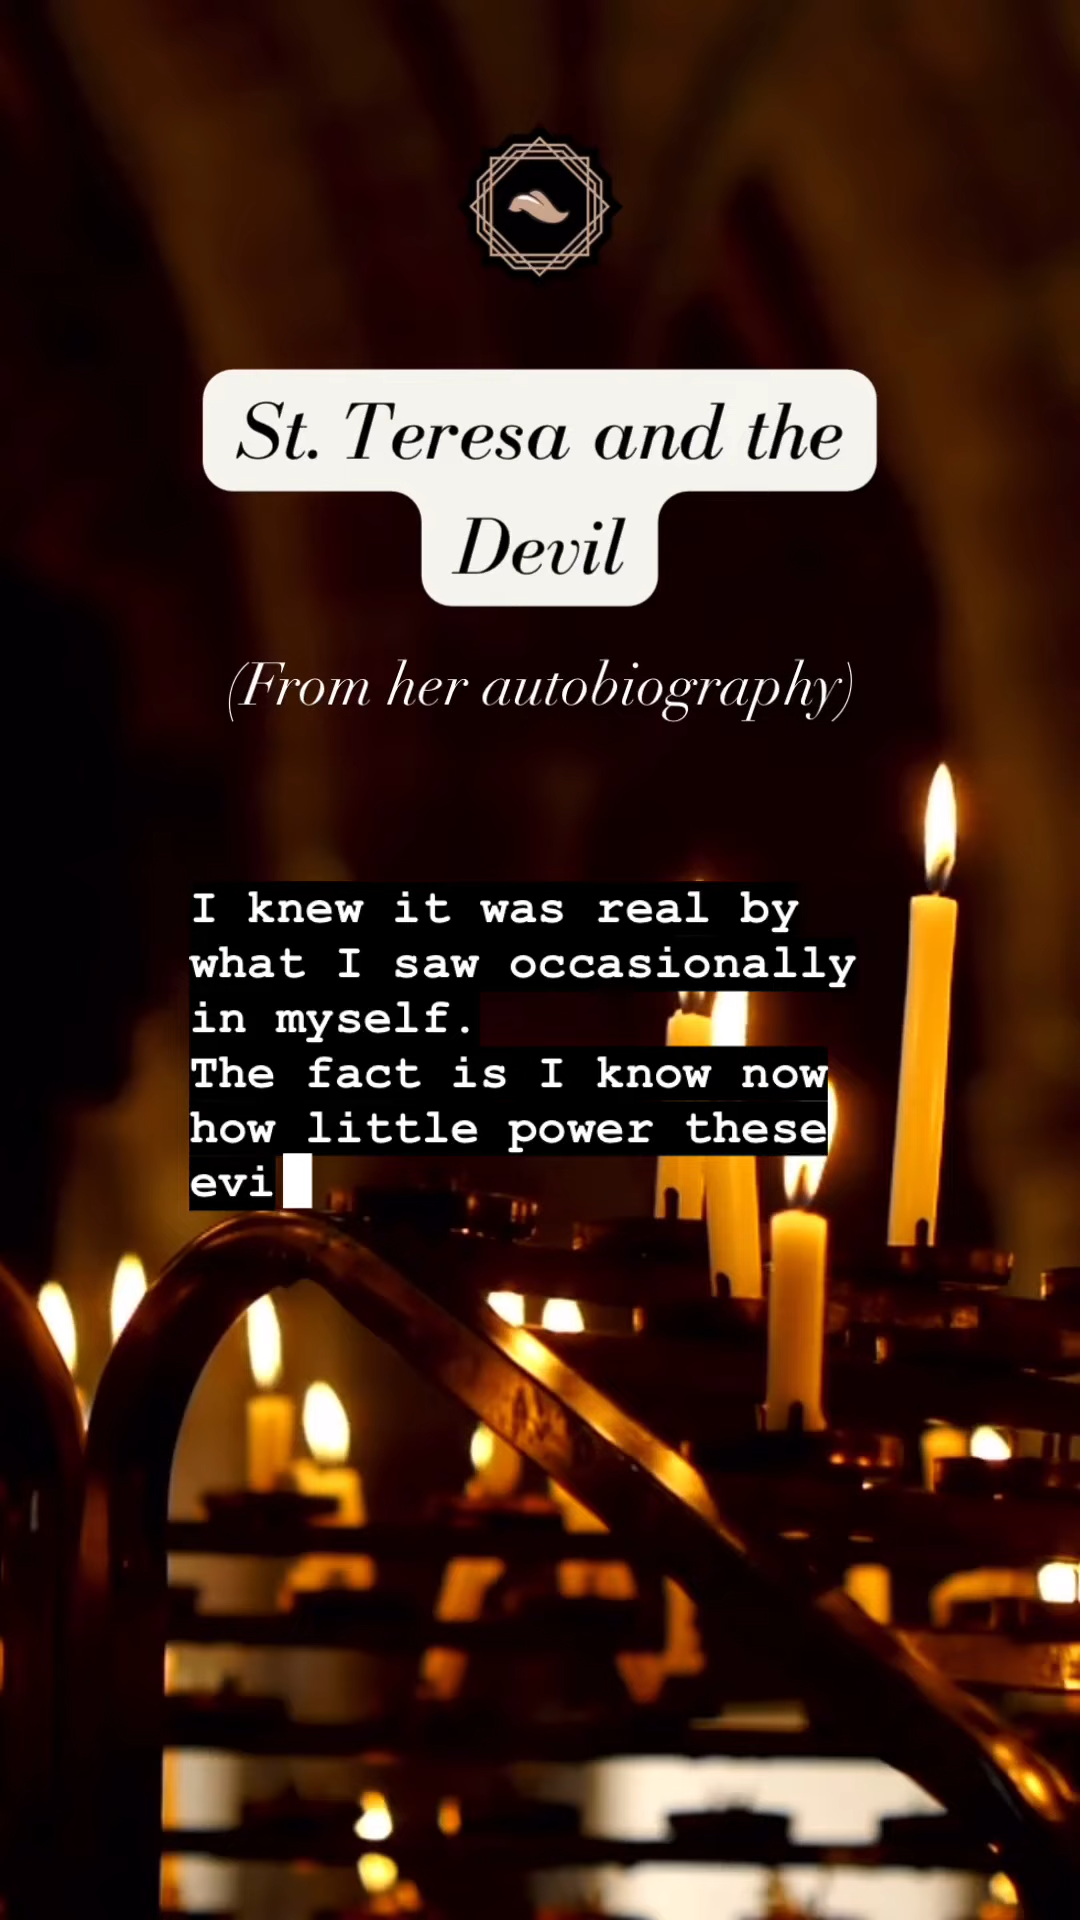 St. Teresa and the
Devil
(From her autobiography)
I knew it was real by
what I saw occasionally
in myself.
The fact is I know now
how little power these
evi